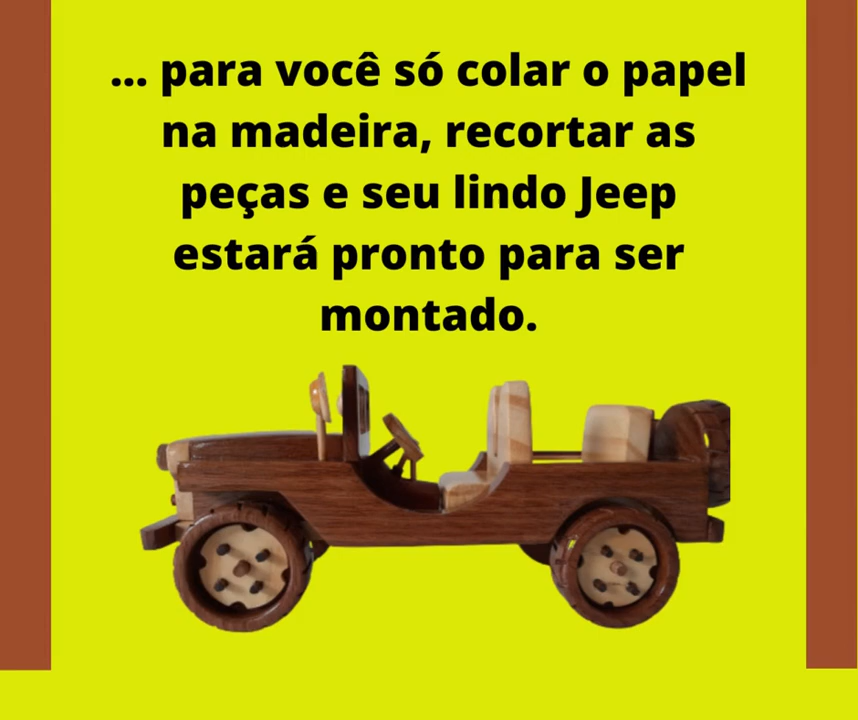 ... para você só colar o papel
na madeira, recortar as
peças e seu lindo Jeep
estará pronto para ser
montado.